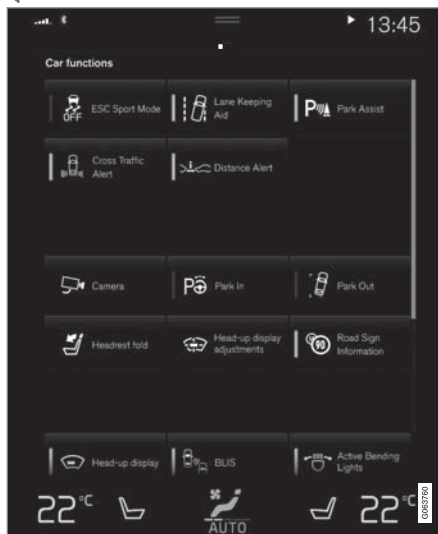 13:45
Car functions
OFF
ESC Sport Mode
Lane Keeping
Aid
P
Park Assist
Cross Traffic
Alert
Distance Alert
Camera
P
Park In
Park Out
Headrest fold
Head-up display
adjustments
90
Road Sign
Information
Head-up display
BLIS
Active Bending
Lights
22°C
AUTO
22°C
G063760